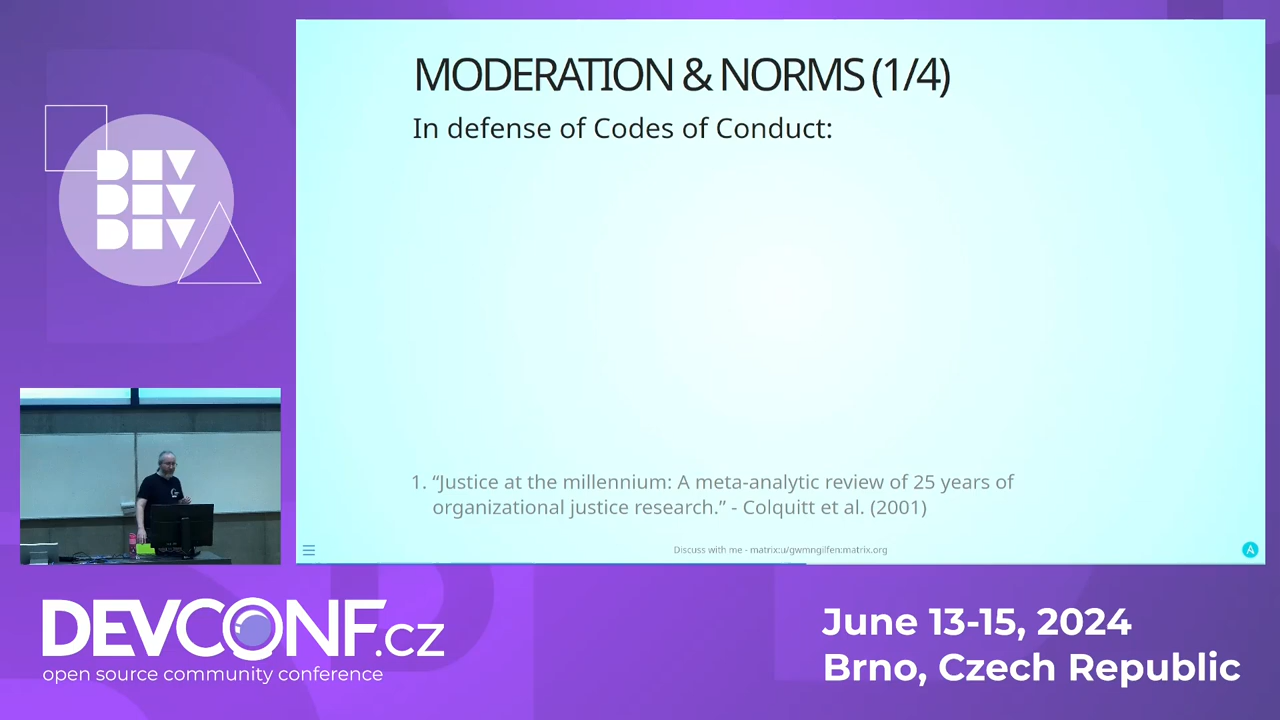 MODERATION & NORMS (1/4)
In defense of Codes of Conduct:
1. “Justice at the millennium: A meta-analytic review of 25 years of
organizational justice research.” - Colquitt et al. (2001)
Discuss with me - matrix:u/gwmngilfen:matrix.org
A
DEV
DEV
DEV
DEVCONF.cz
open source community conference
June 13-15, 2024
Brno, Czech Republic